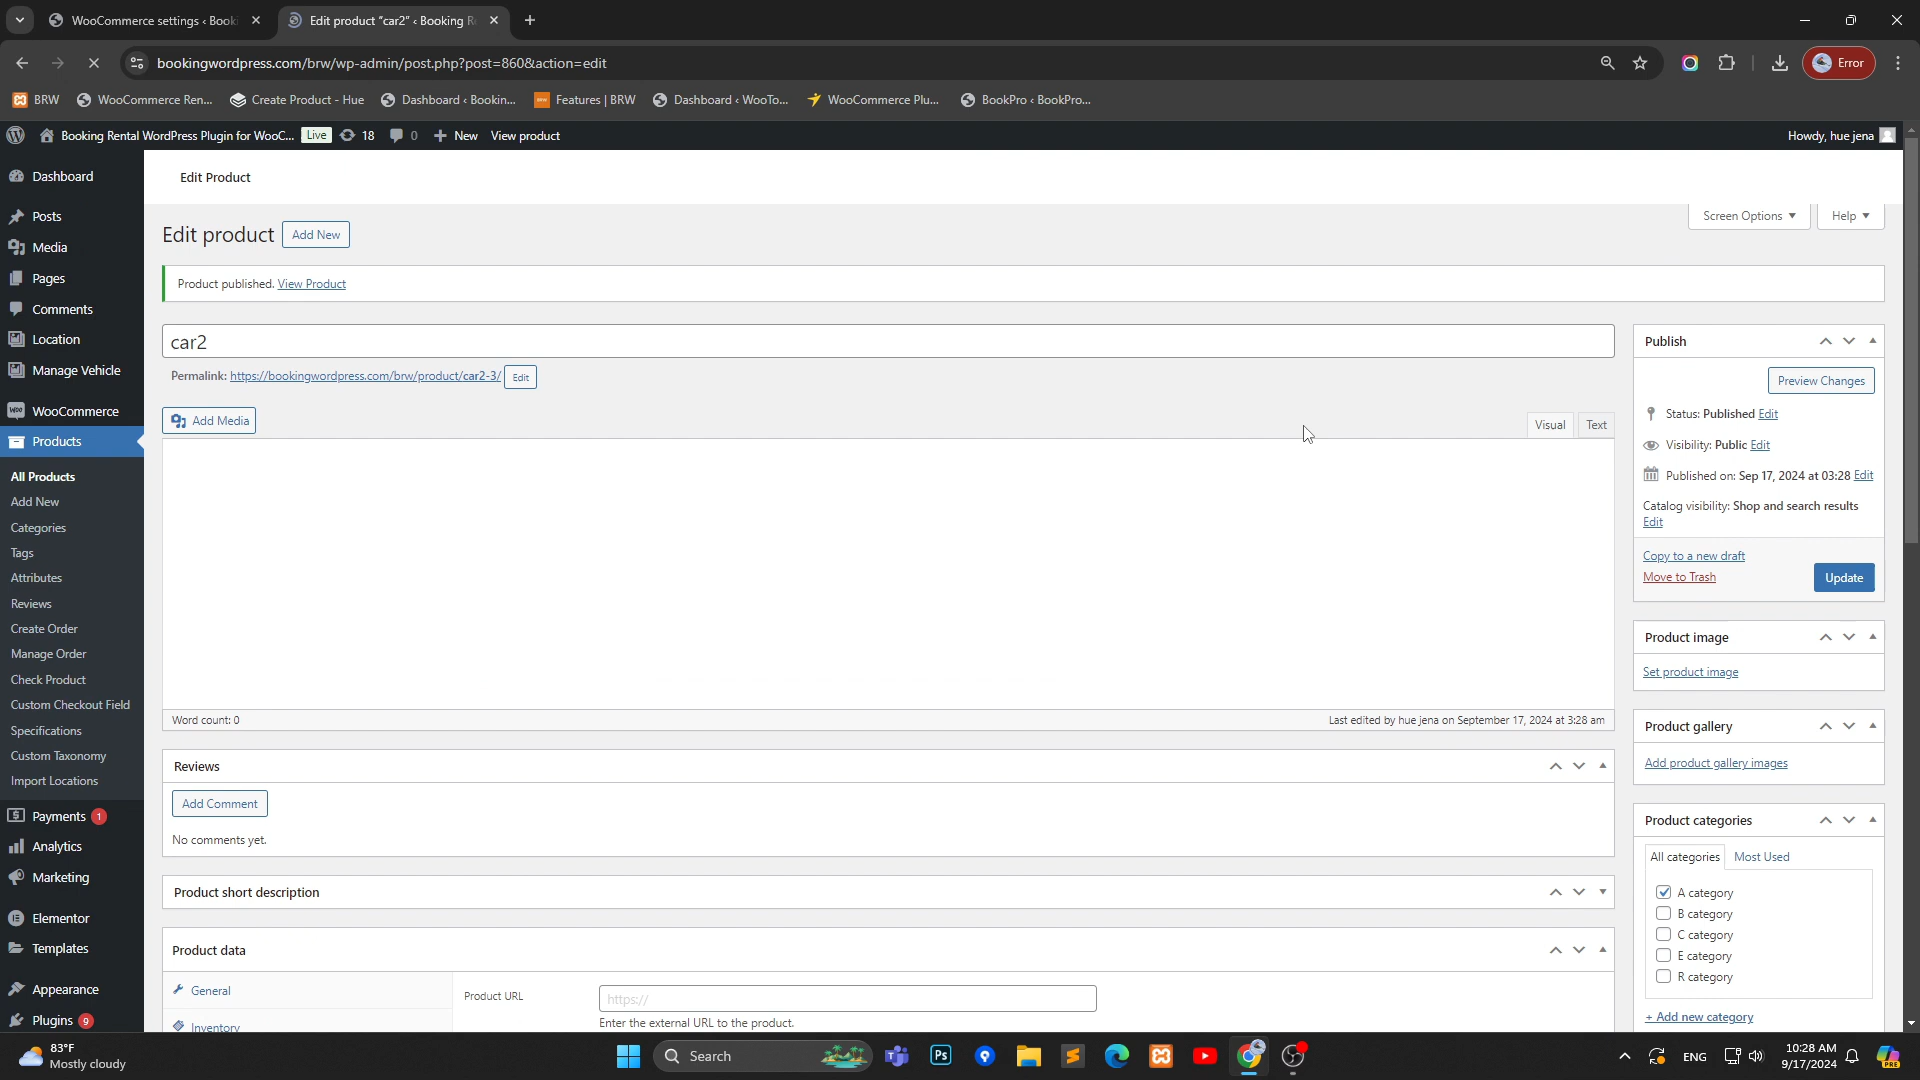 WooCommerce settings ‹ Book
Edit product "car2" ‹ Booking R
bookingwordpress.com/brw/wp-admin/post.php?post=860&action=edit
Error
BRW
WooCommerce Ren...
Create Product - Hue
Dashboard ‹ Bookin...
Features | BRW
Dashboard ‹ WooTo...
WooCommerce Plu...
BookPro ‹ BookPro...
Booking Rental WordPress Plugin for WooC...
Live
18
0
New
View product
Howdy, hue jena
Dashboard
Posts
Media
Pages
Comments
Location
Manage Vehicle
WooCommerce
Products
All Products
Add New
Categories
Tags
Attributes
Reviews
Create Order
Manage Order
Check Product
Custom Checkout Field
Specifications
Custom Taxonomy
Import Locations
Payments 1
Analytics
Marketing
Elementor
Templates
Appearance
Plugins 9
Edit Product
Screen Options
Help
Edit product
Add New
Product published. View Product
car2
Permalink: https://bookingwordpress.com/brw/product/car2-3/ Edit
Add Media
Visual
Text
Word count: 0
Last edited by hue jena on September 17, 2024 at 3:28 am
Reviews
Add Comment
No comments yet.
Product short description
Product data
General
Inventory
Product URL
https://
Enter the external URL to the product.
Publish
Preview Changes
Status: Published Edit
Visibility: Public Edit
Published on: Sep 17, 2024 at 03:28 Edit
Catalog visibility: Shop and search results
Edit
Copy to a new draft
Move to Trash
Update
Product image
Set product image
Product gallery
Add product gallery images
Product categories
All categories
Most Used
A category
B category
C category
E category
R category
+ Add new category
83°F
Mostly cloudy
Search
Ps
ENG
10:28 AM
9/17/2024
PRE